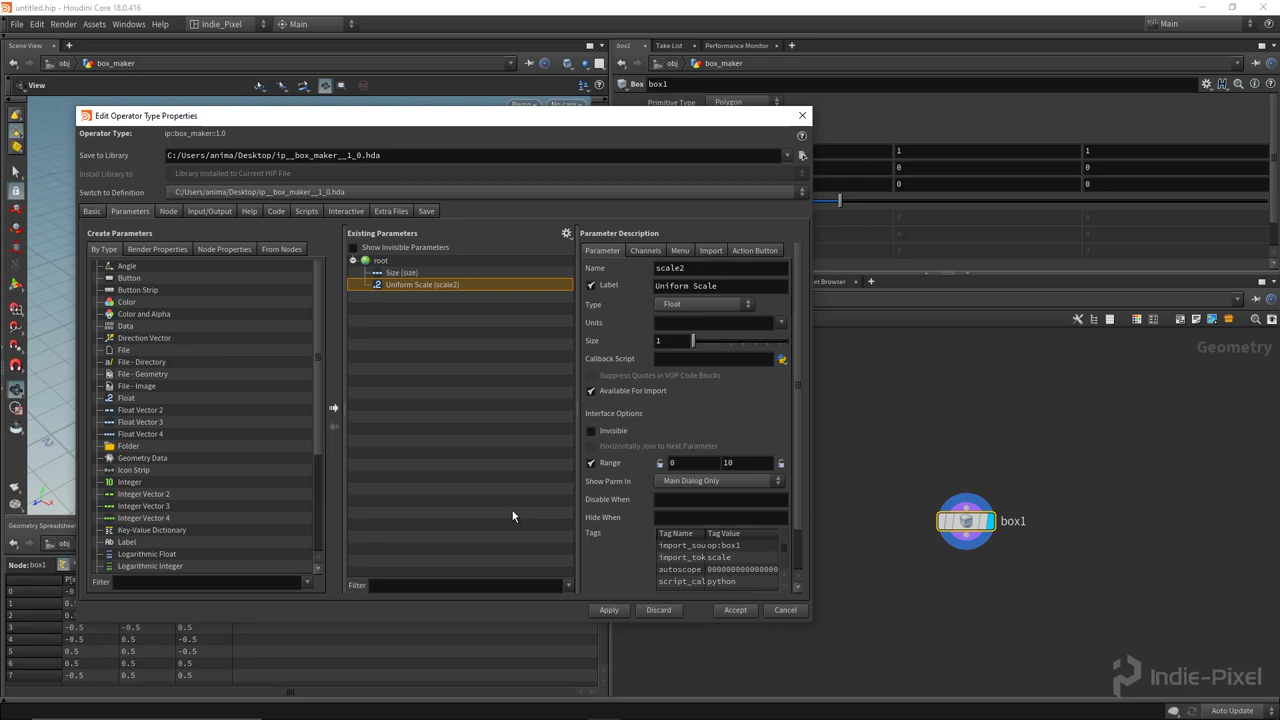 untitled.hip - Houdini Core 18.0.416
File Edit Render Assets Windows Help Indie_Pixel Main Main
Scene View box1 Take List Performance Monitor
obj box_maker obj box_maker
View Box box1
Primitive Type Polygon
Edit Operator Type Properties
Operator Type: ip::box_maker::1.0
Save to Library C:/Users/anima/Desktop/ip__box_maker__1_0.hda
Install Library to Library installed to Current HIP File
Switch to Definition C:/Users/anima/Desktop/ip__box_maker__1_0.hda
1 1
0 0
0 0
Basic Parameters Node Input/Output Help Code Scripts Interactive Extra Files Save
Create Parameters
By Type Render Properties Node Properties From Nodes
Angle
Button
Button Strip
Color
Color and Alpha
Data
Direction Vector
File
File - Directory
File - Geometry
File - Image
Float
Float Vector 2
Float Vector 3
Float Vector 4
Folder
Geometry Data
Icon Strip
Integer
Integer Vector 2
Integer Vector 3
Integer Vector 4
Key-Value Dictionary
Label
Logarithmic Float
Logarithmic Integer
Filter
Existing Parameters
Show Invisible Parameters
root
Size (size)
Uniform Scale (scale2)
Filter
Parameter Description
Parameter Channels Menu Import Action Button
Name scale2
Label Uniform Scale
Type Float
Units
Size 1
Callback Script
Suppress Quotes in VOP Code Blocks
Available For Import
Interface Options
Invisible
Horizontally Join to Next Parameter
Range 0 10
Show Parm In Main Dialog Only
Disable When
Hide When
Tags Tag Name Tag Value
import_sou op:box1
import_tok scale
autoscope 000000000000000
script_cal python
Apply Discard Accept Cancel
Browser
Geometry
box1
Geometry Spreadsheet
obj
Node: box1 P[x
0 -0.
1 0.5
2 0.5
3 -0.5 -0.5 0.5
4 -0.5 0.5 -0.5
5 0.5 0.5 -0.5
6 0.5 0.5 0.5
7 -0.5 0.5 0.5
Indie-Pixel
Auto Update